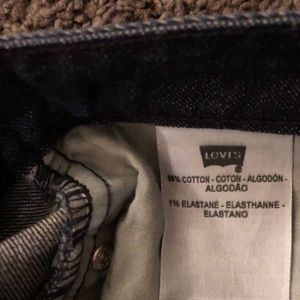 LEVI'S
99% COTTON - COTON - ALGODÓN -
ALGODÃO
1% ELASTANE - ELASTHANNE -
ELASTANO